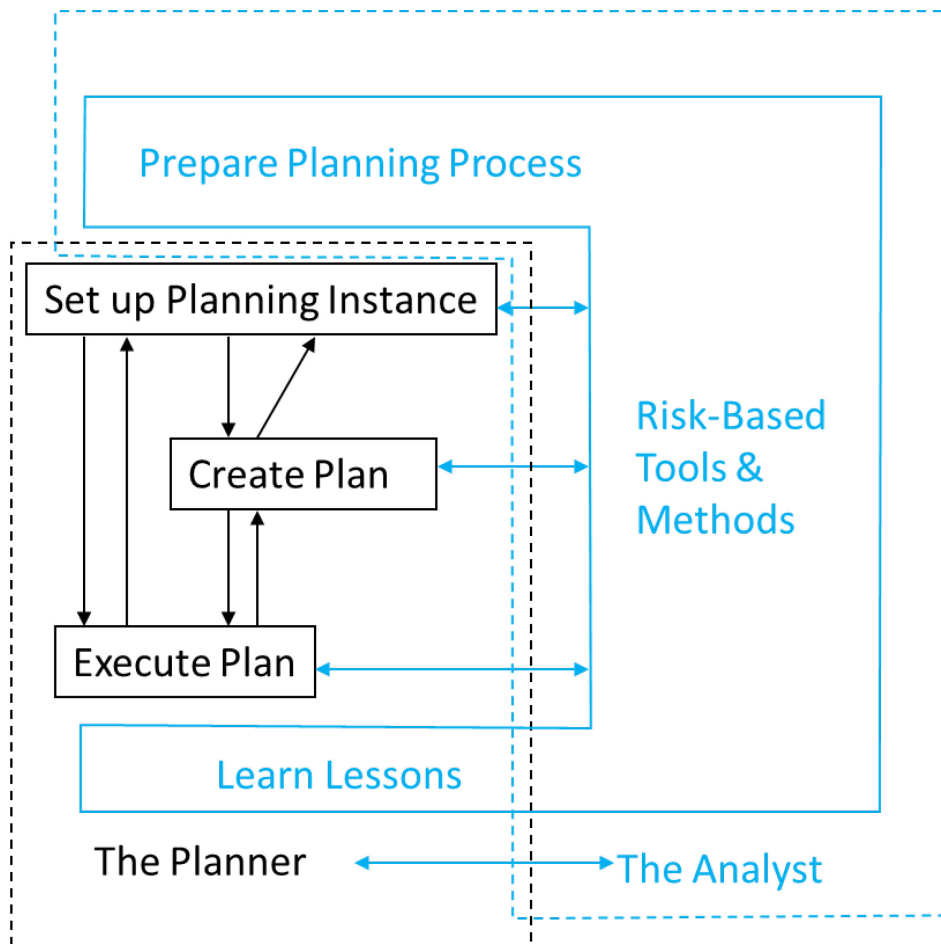 Prepare Planning Process
Set up Planning Instance
Risk-Based
Tools &
Methods
Create Plan
Execute Plan
Learn Lessons
The Planner
The Analyst